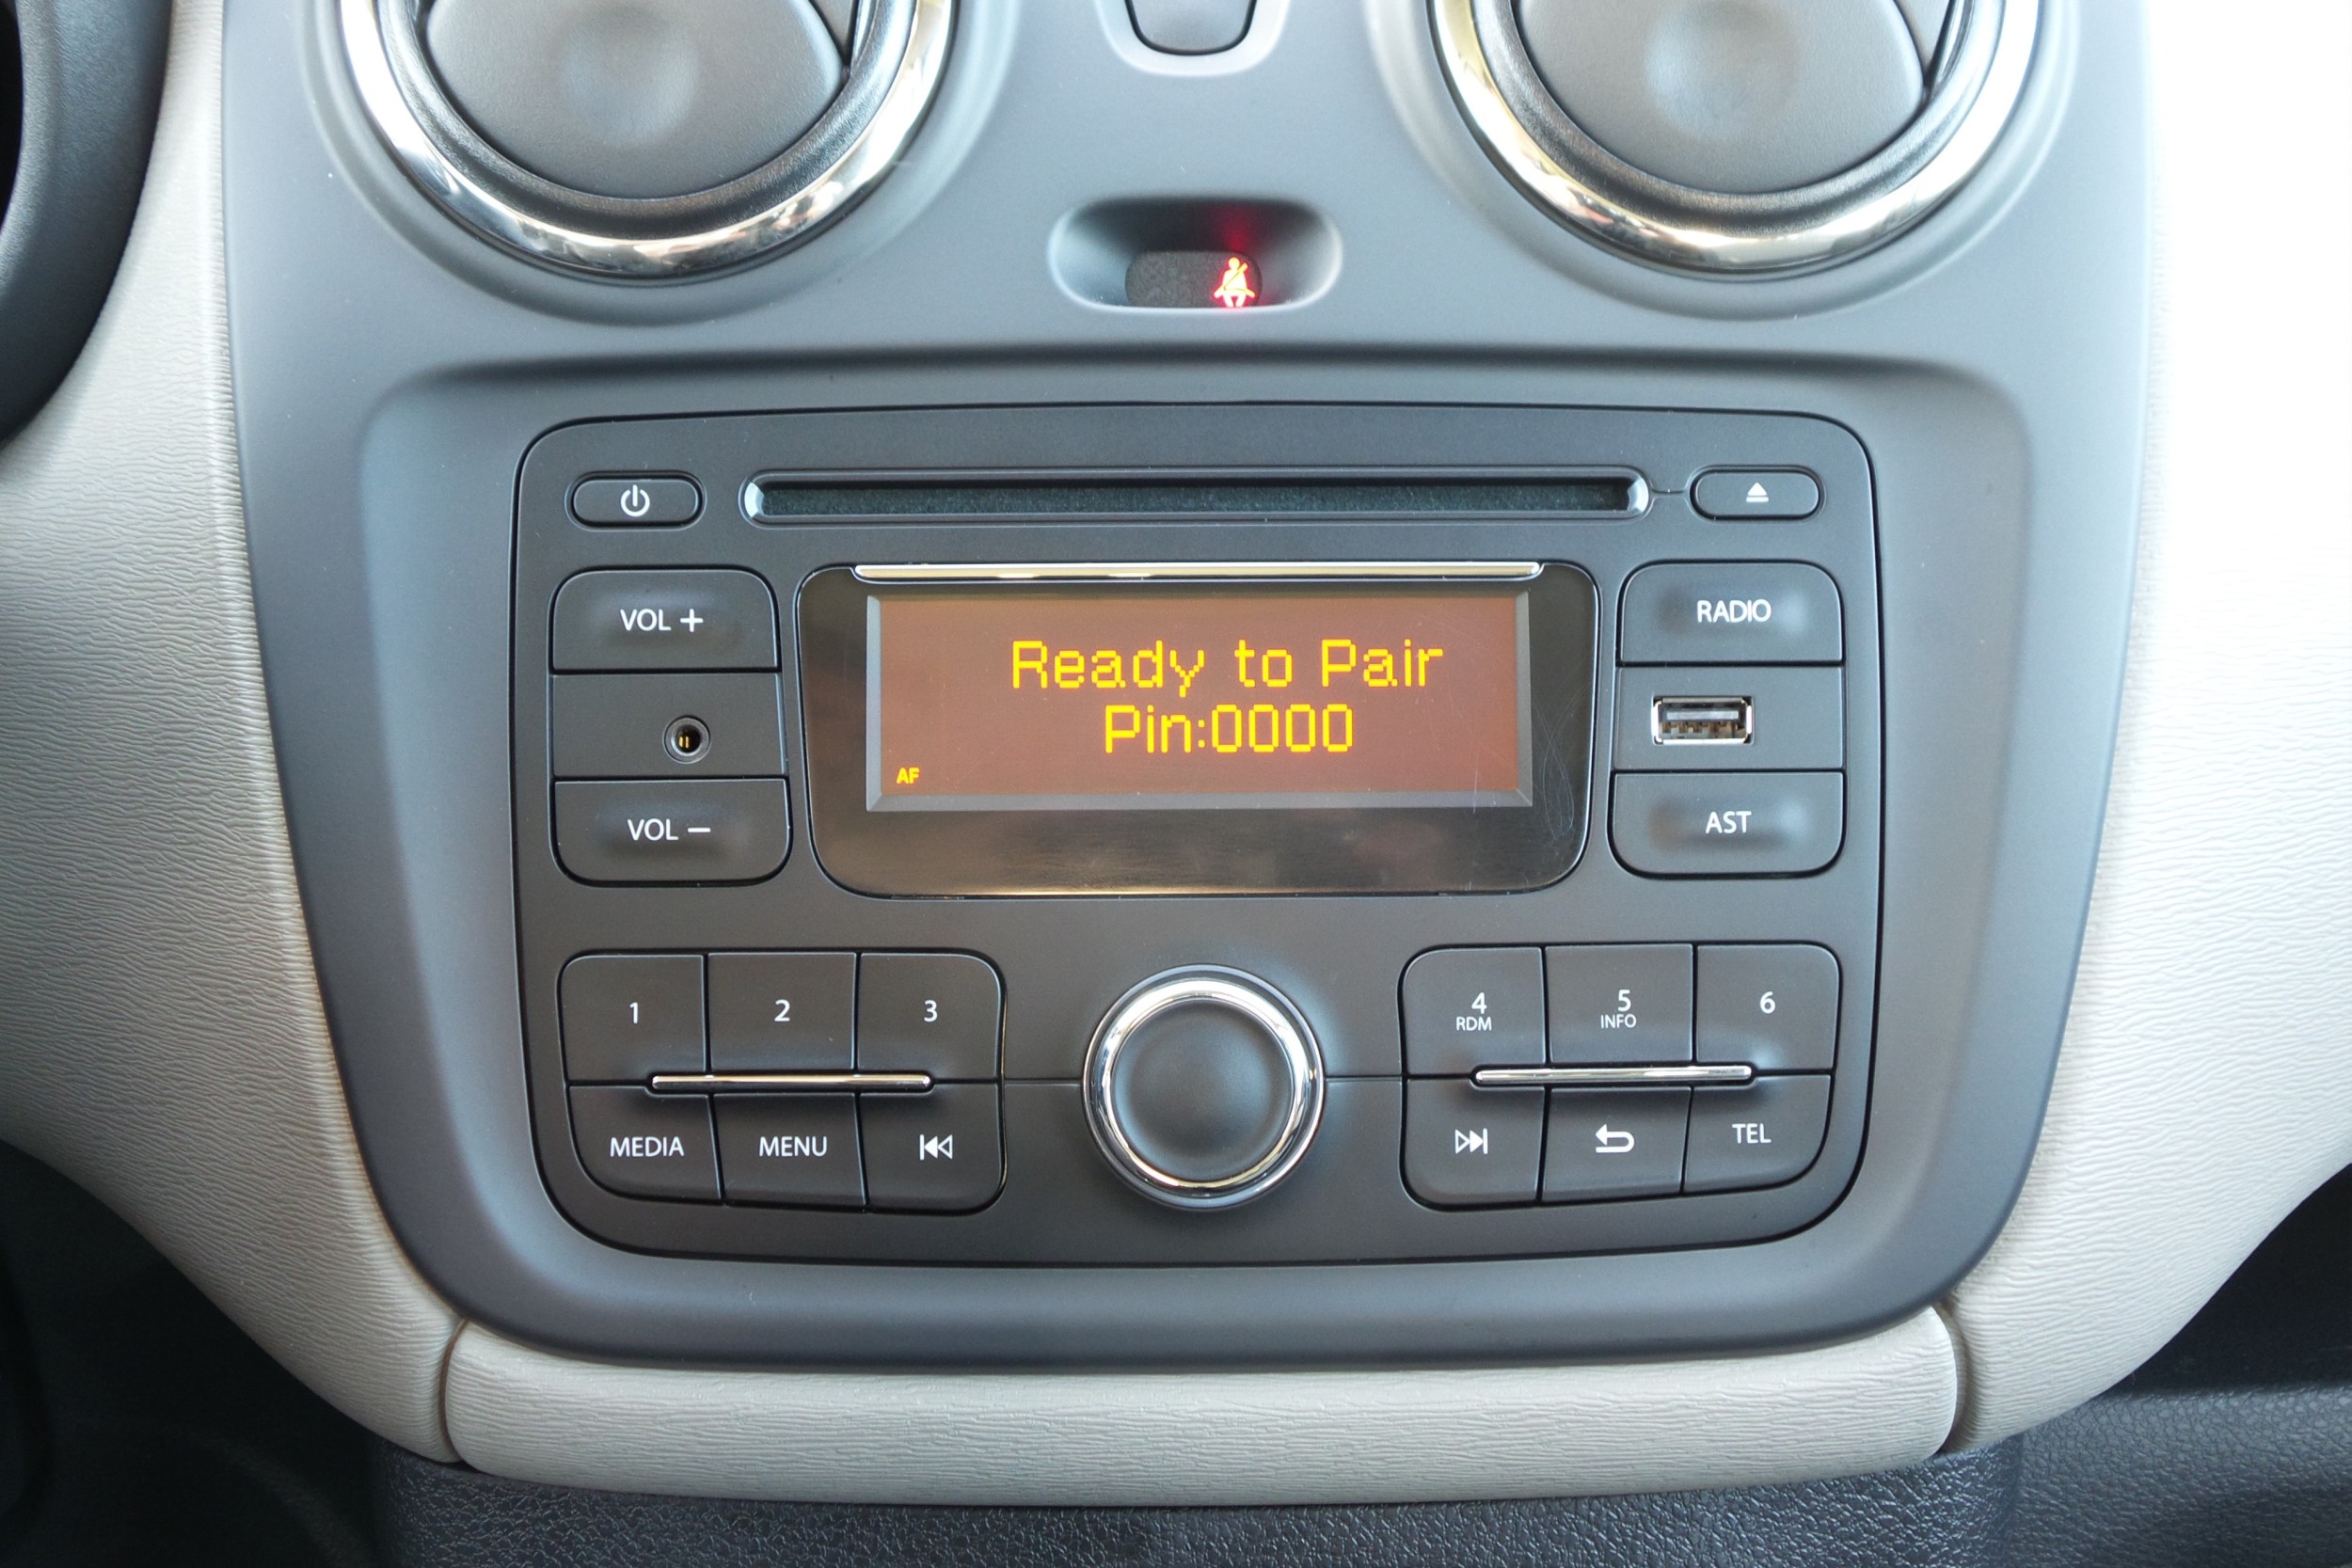 VOL +
RADIO
Ready to Pair
Pin:0000
AF
VOL –
AST
1
2
3
4
RDM
5
INFO
6
MEDIA
MENU
TEL